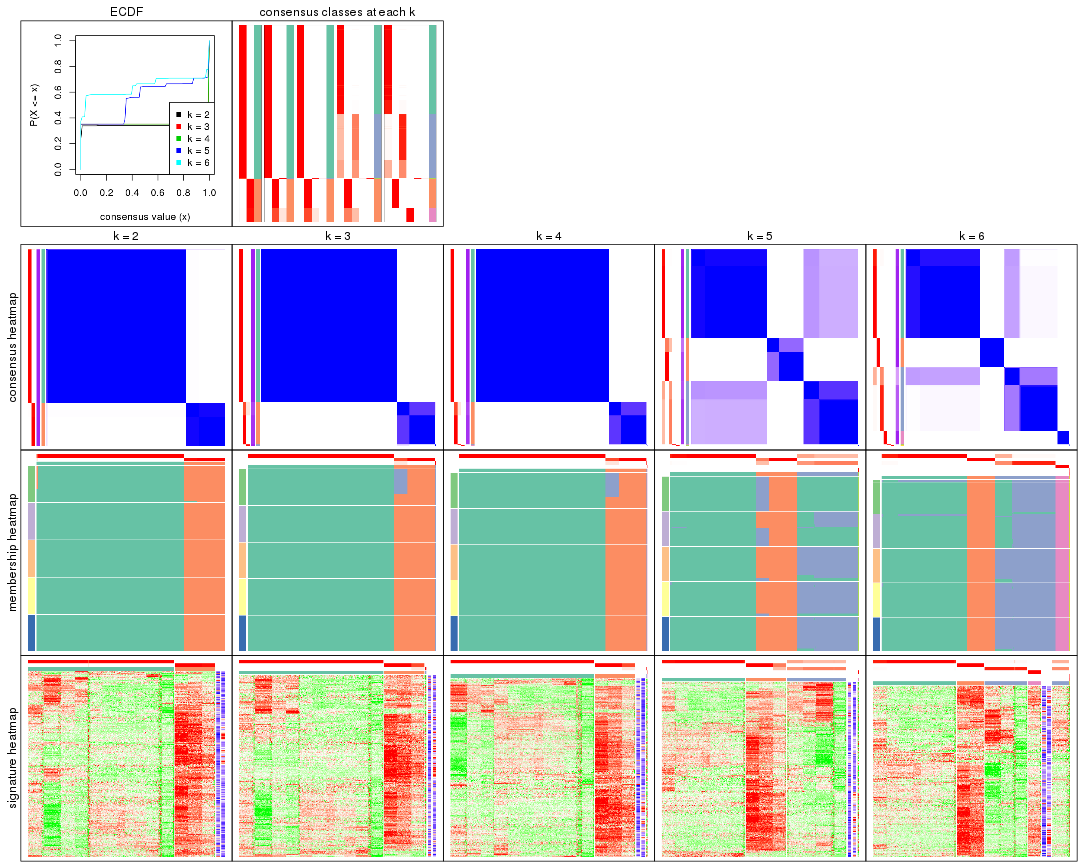 ECDF
consensus classes at each k
P(X <= x)
1.0
0.8
0.6
0.4
0.2
0.0
k = 2
k = 3
k = 4
k = 5
k = 6
0.0 0.2 0.4 0.6 0.8 1.0
consensus value (x)
k = 2
k = 3
k = 4
k = 5
k = 6
consensus heatmap
membership heatmap
signature heatmap